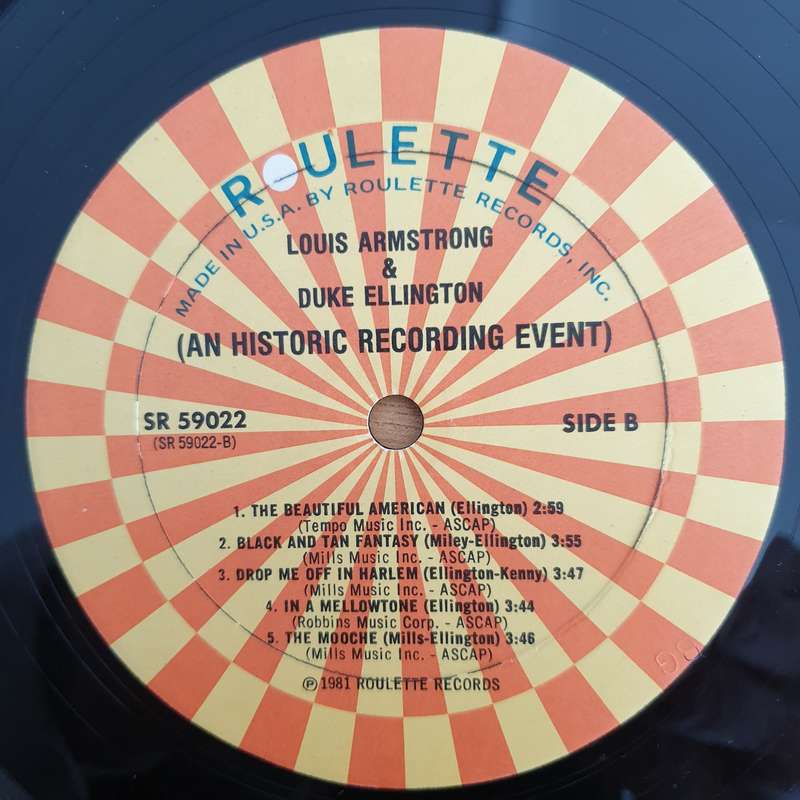 ROULETTE
MADE IN U.S.A. BY ROULETTE RECORDS, INC.
LOUIS ARMSTRONG
&
DUKE ELLINGTON
(AN HISTORIC RECORDING EVENT)
SR 59022
(SR 59022-B)
SIDE B
1. THE BEAUTIFUL AMERICAN (Ellington) 2:59
(Tempo Music Inc. - ASCAP)
2. BLACK AND TAN FANTASY (Miley-Ellington) 3:55
(Mills Music Inc. - ASCAP)
3. DROP ME OFF IN HARLEM (Ellington-Kenny) 3:47
(Mills Music Inc. - ASCAP)
4. IN A MELLOWTONE (Ellington) 3:44
(Robbins Music Corp. - ASCAP)
5. THE MOOCHE (Mills-Ellington) 3:46
(Mills Music Inc. - ASCAP)
℗ 1981 ROULETTE RECORDS